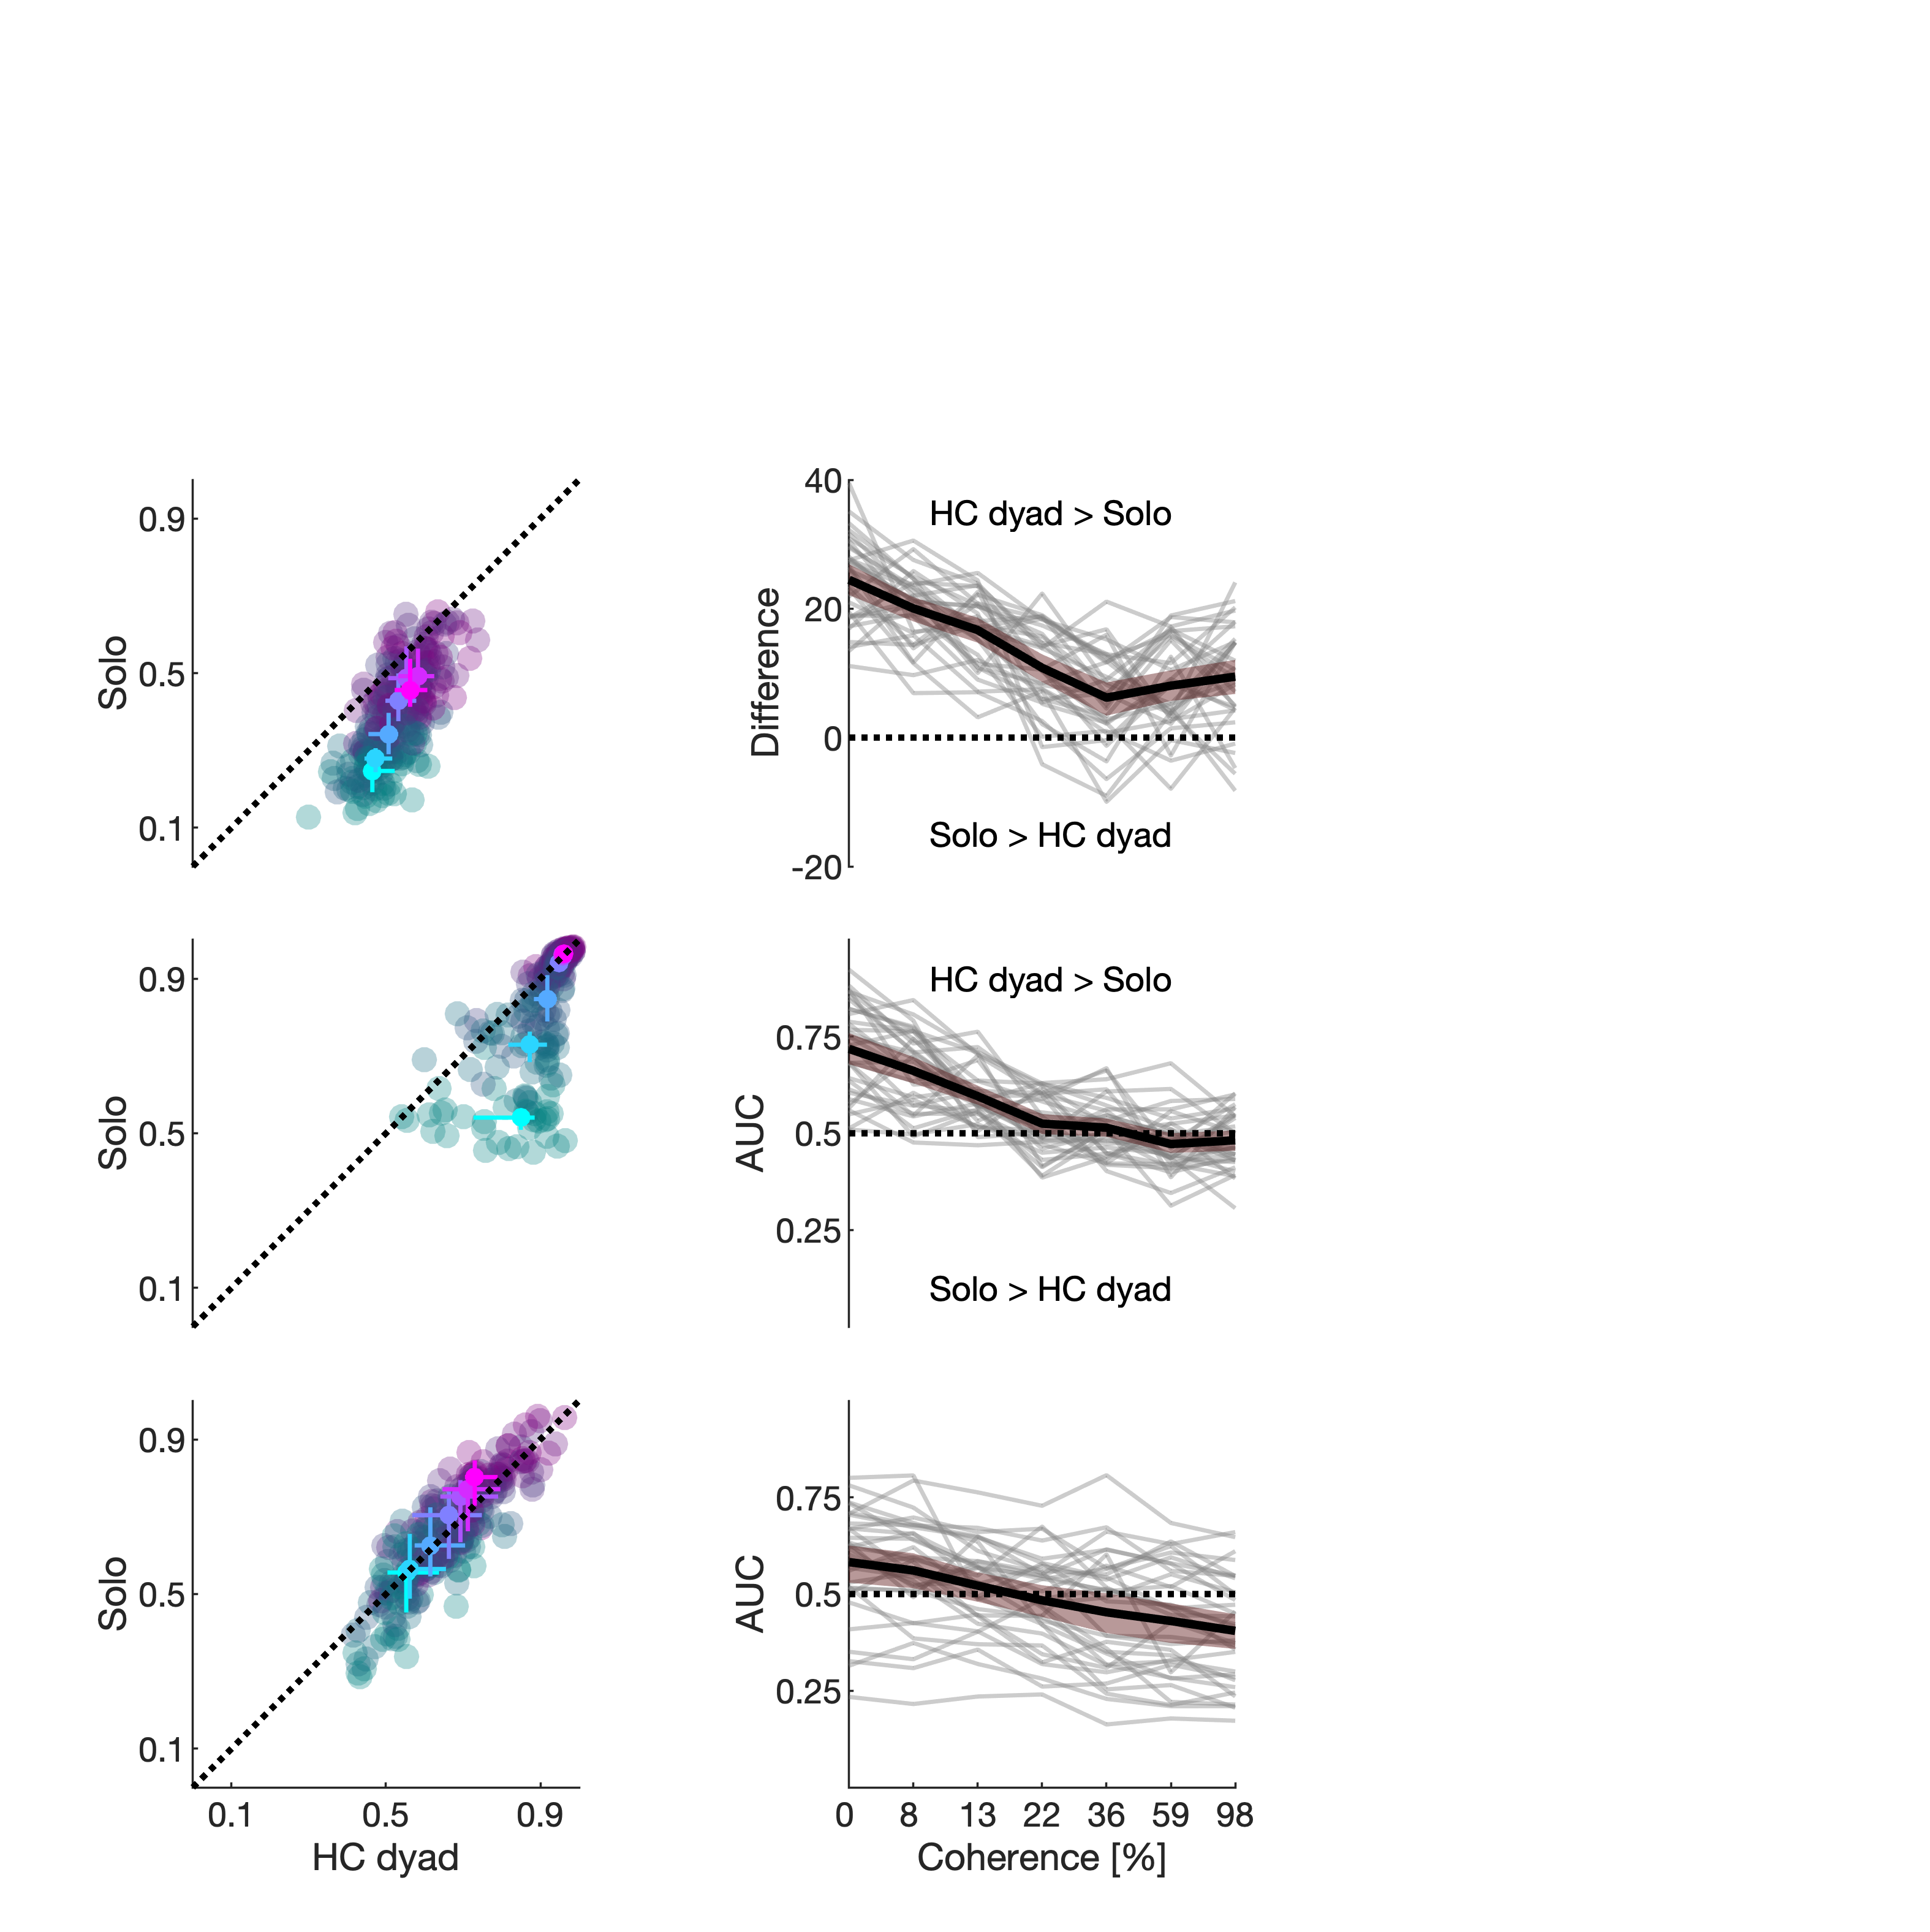 0.9
0.5
0.1
Solo
40
20
0
-20
Difference
HC dyad > Solo
Solo > HC dyad
0.9
0.5
0.1
Solo
0.75
0.5
0.25
AUC
HC dyad > Solo
Solo > HC dyad
0.9
0.5
0.1
Solo
0.1 0.5 0.9
HC dyad
0.75
0.5
0.25
AUC
0 8 13 22 36 59 98
Coherence [%]